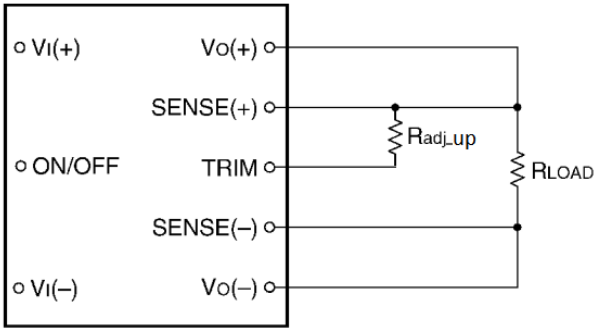 VI(+)
VO(+)
SENSE(+)
Radj_up
ON/OFF
TRIM
RLOAD
SENSE(–)
VI(–)
VO(–)